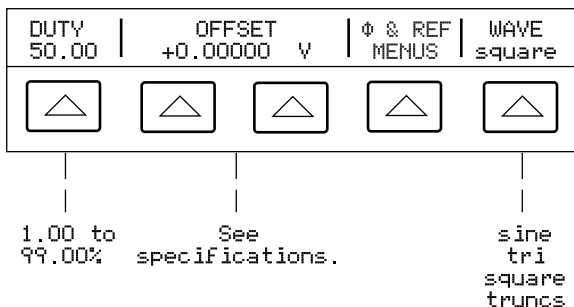 DUTY OFFSET Φ & REF WAVE
50.00 +0.00000 V MENUS square
1.00 to See sine
99.00% specifications. tri
square
truncs